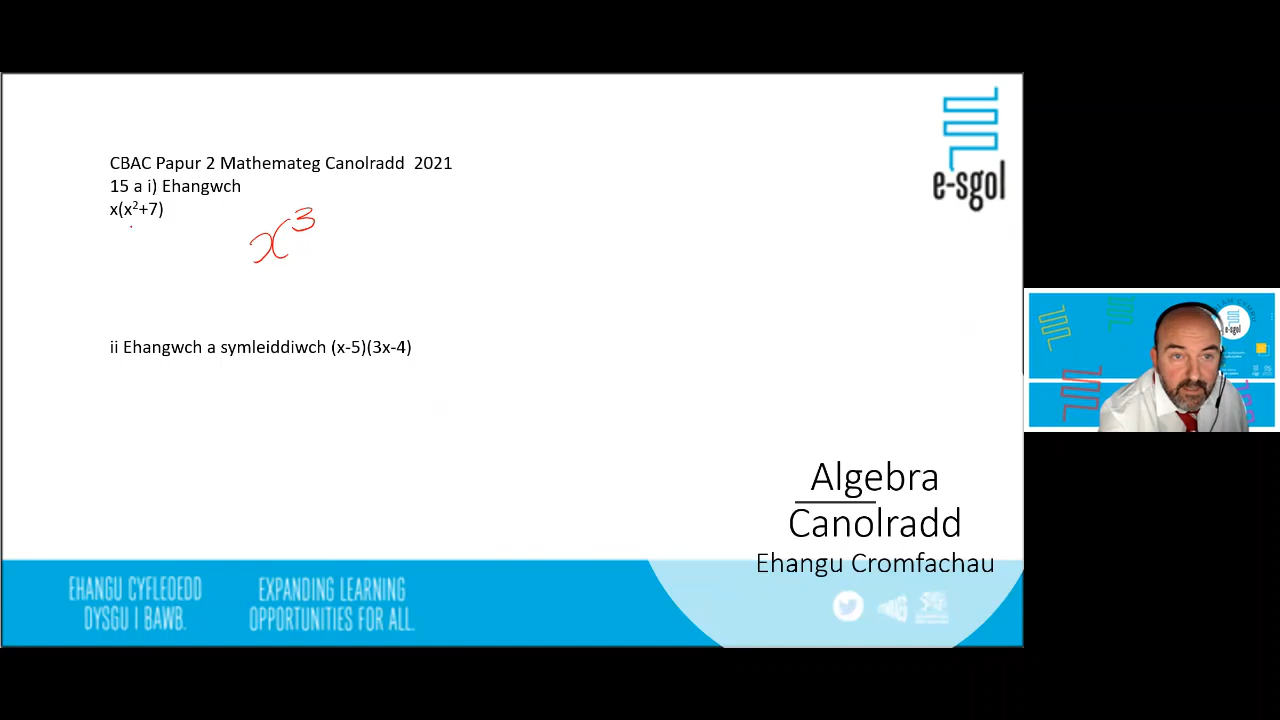 CBAC Papur 2 Mathemateg Canolradd 2021
15 a i) Ehangwch
x(x²+7)
x³
ii Ehangwch a symleiddiwch (x-5)(3x-4)
e-sgol
e-sgol
Algebra
Canolradd
Ehangu Cromfachau
EHANGU CYFLEOEDD
DYSGU I BAWB.
EXPANDING LEARNING
OPPORTUNITIES FOR ALL.